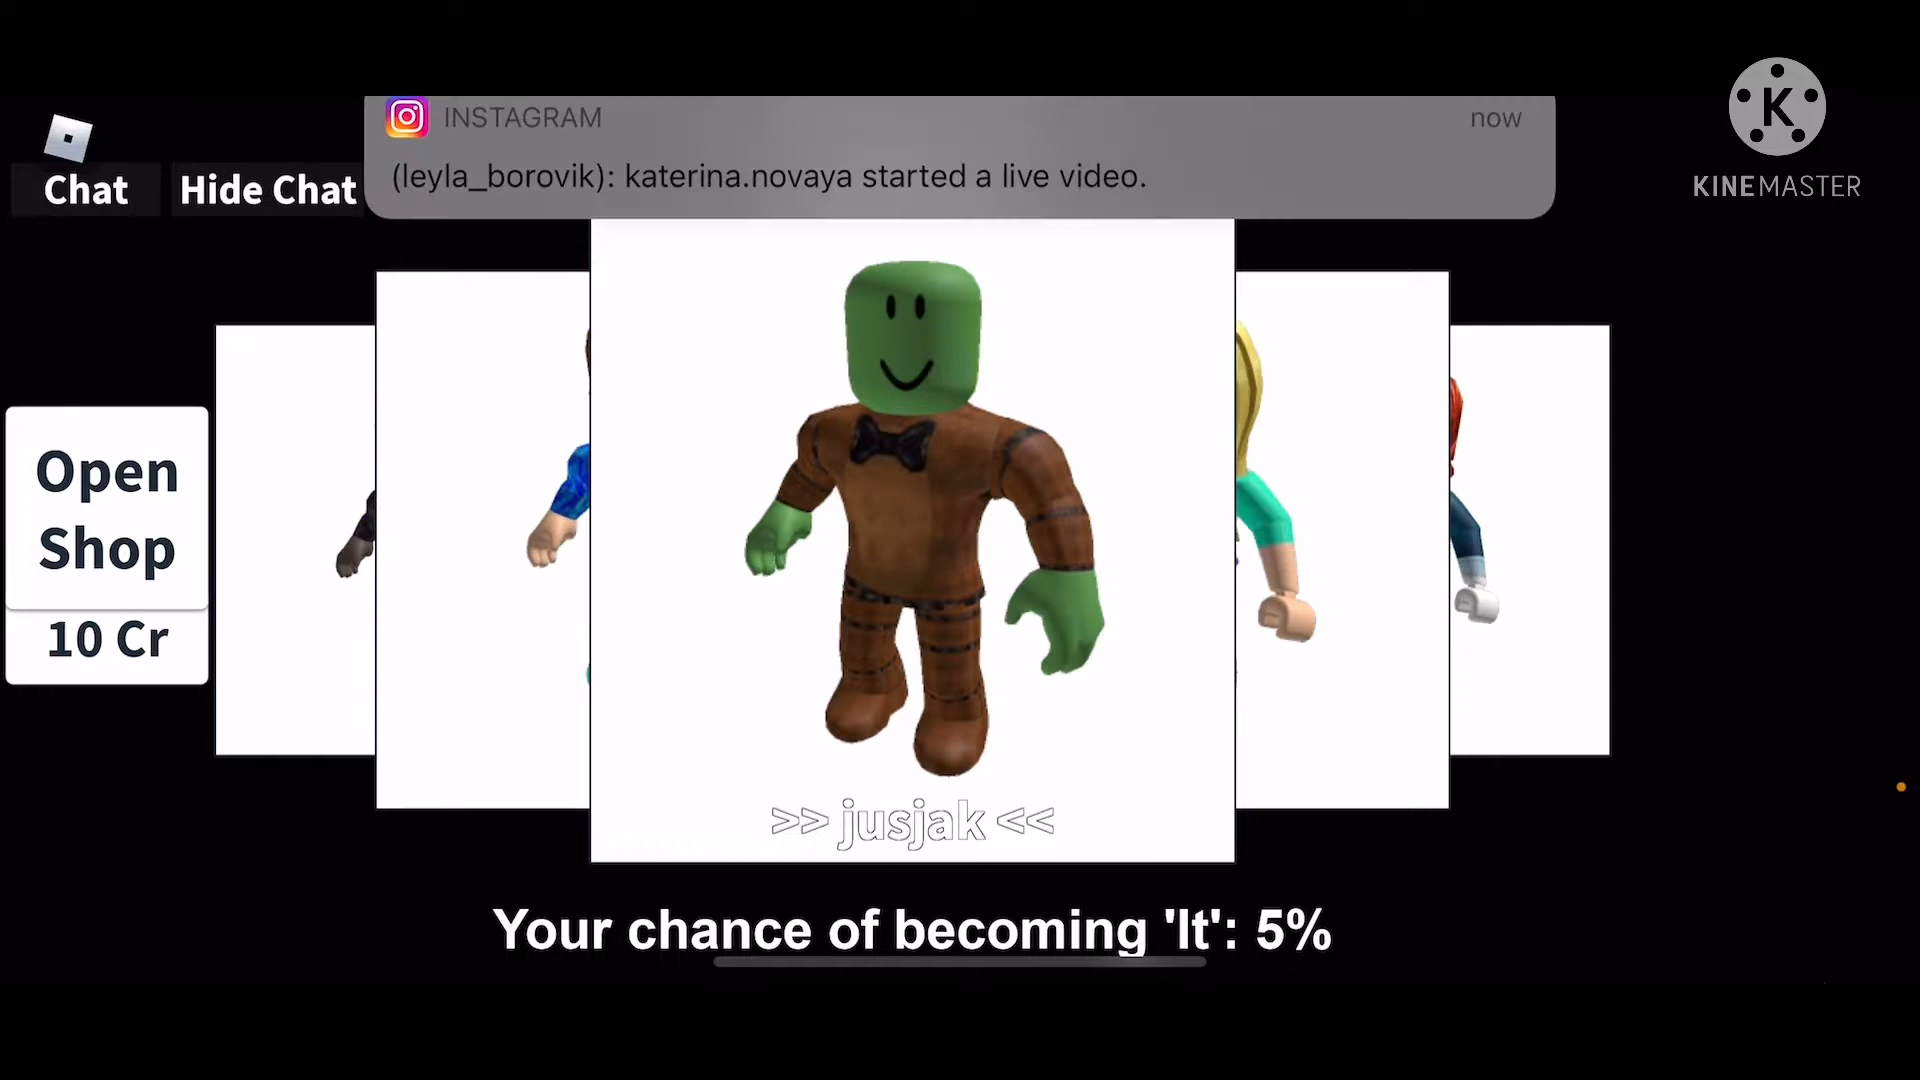 INSTAGRAM
now
(leyla_borovik): katerina.novaya started a live video.
K
KINEMASTER
Chat
Hide Chat
Open
Shop
10 Cr
>> jusjak <<
Your chance of becoming 'It': 5%